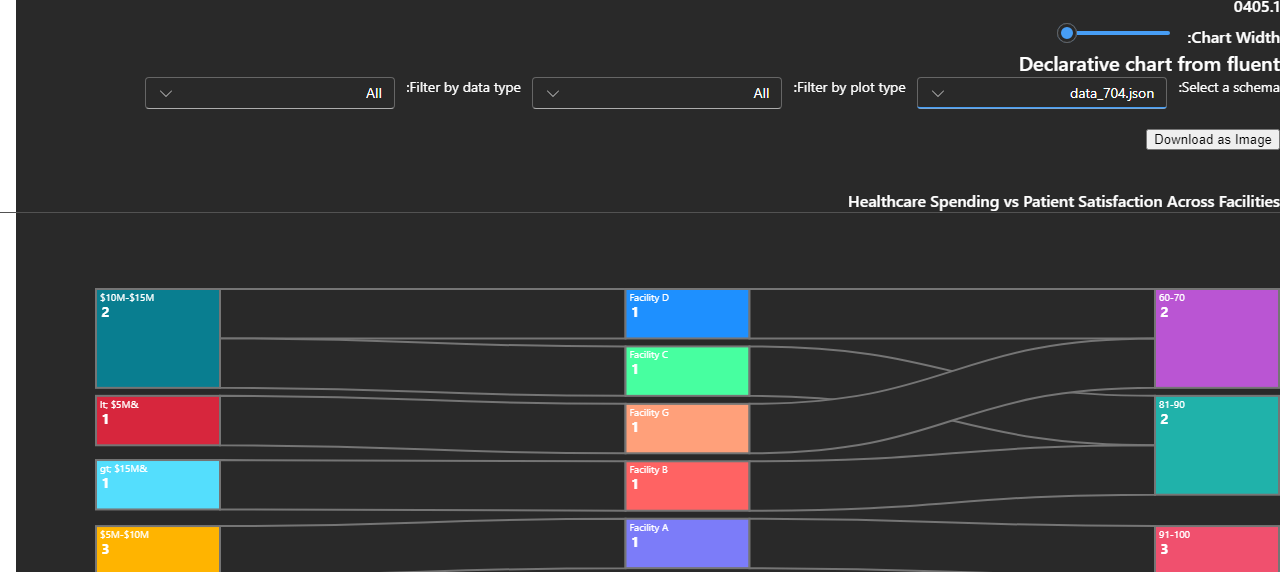 0405.1
:Chart Width
Declarative chart from fluent
:Select a schema
data_704.json
:Filter by plot type
All
:Filter by data type
All
Download as Image
Healthcare Spending vs Patient Satisfaction Across Facilities
$10M-$15M
2
lt; $5M&
1
gt; $15M&
1
$5M-$10M
3
Facility D
1
Facility C
1
Facility G
1
Facility B
1
Facility A
1
60-70
2
81-90
2
91-100
3